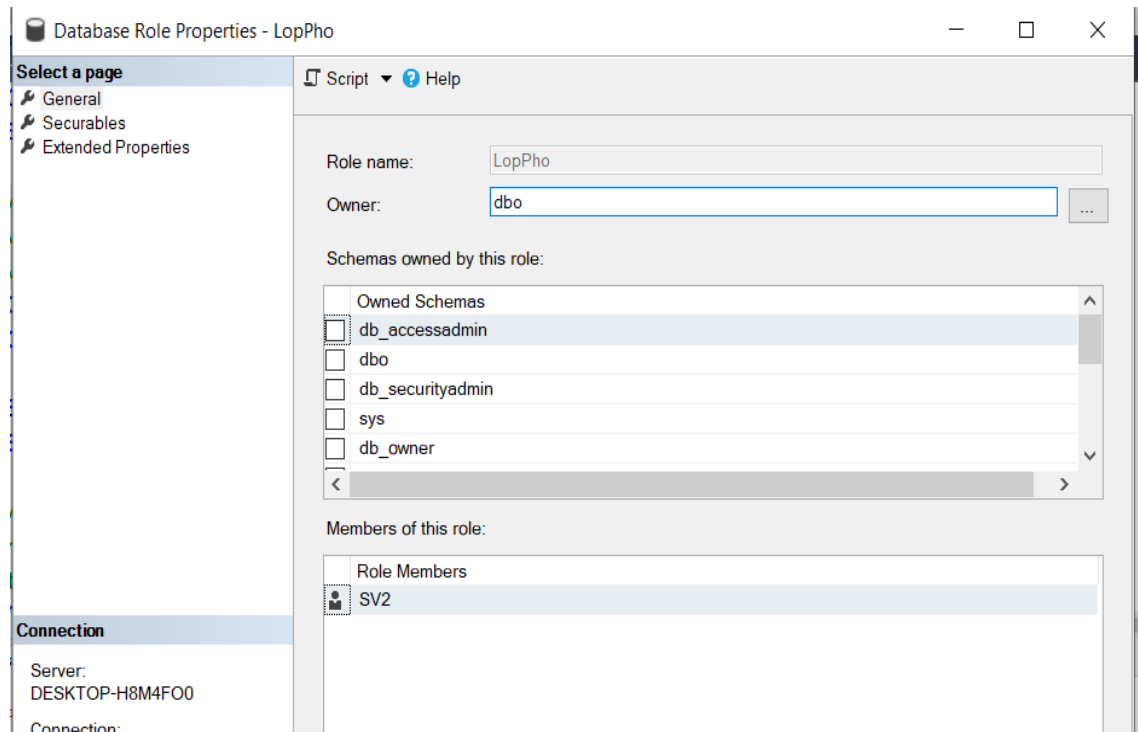 Database Role Properties - LopPho
Select a page
General
Securables
Extended Properties
Script
Help
Role name: LopPho
Owner: dbo
...
Schemas owned by this role:
Owned Schemas
db_accessadmin
dbo
db_securityadmin
sys
db_owner
Members of this role:
Role Members
SV2
Connection
Server:
DESKTOP-H8M4FO0
Connection: